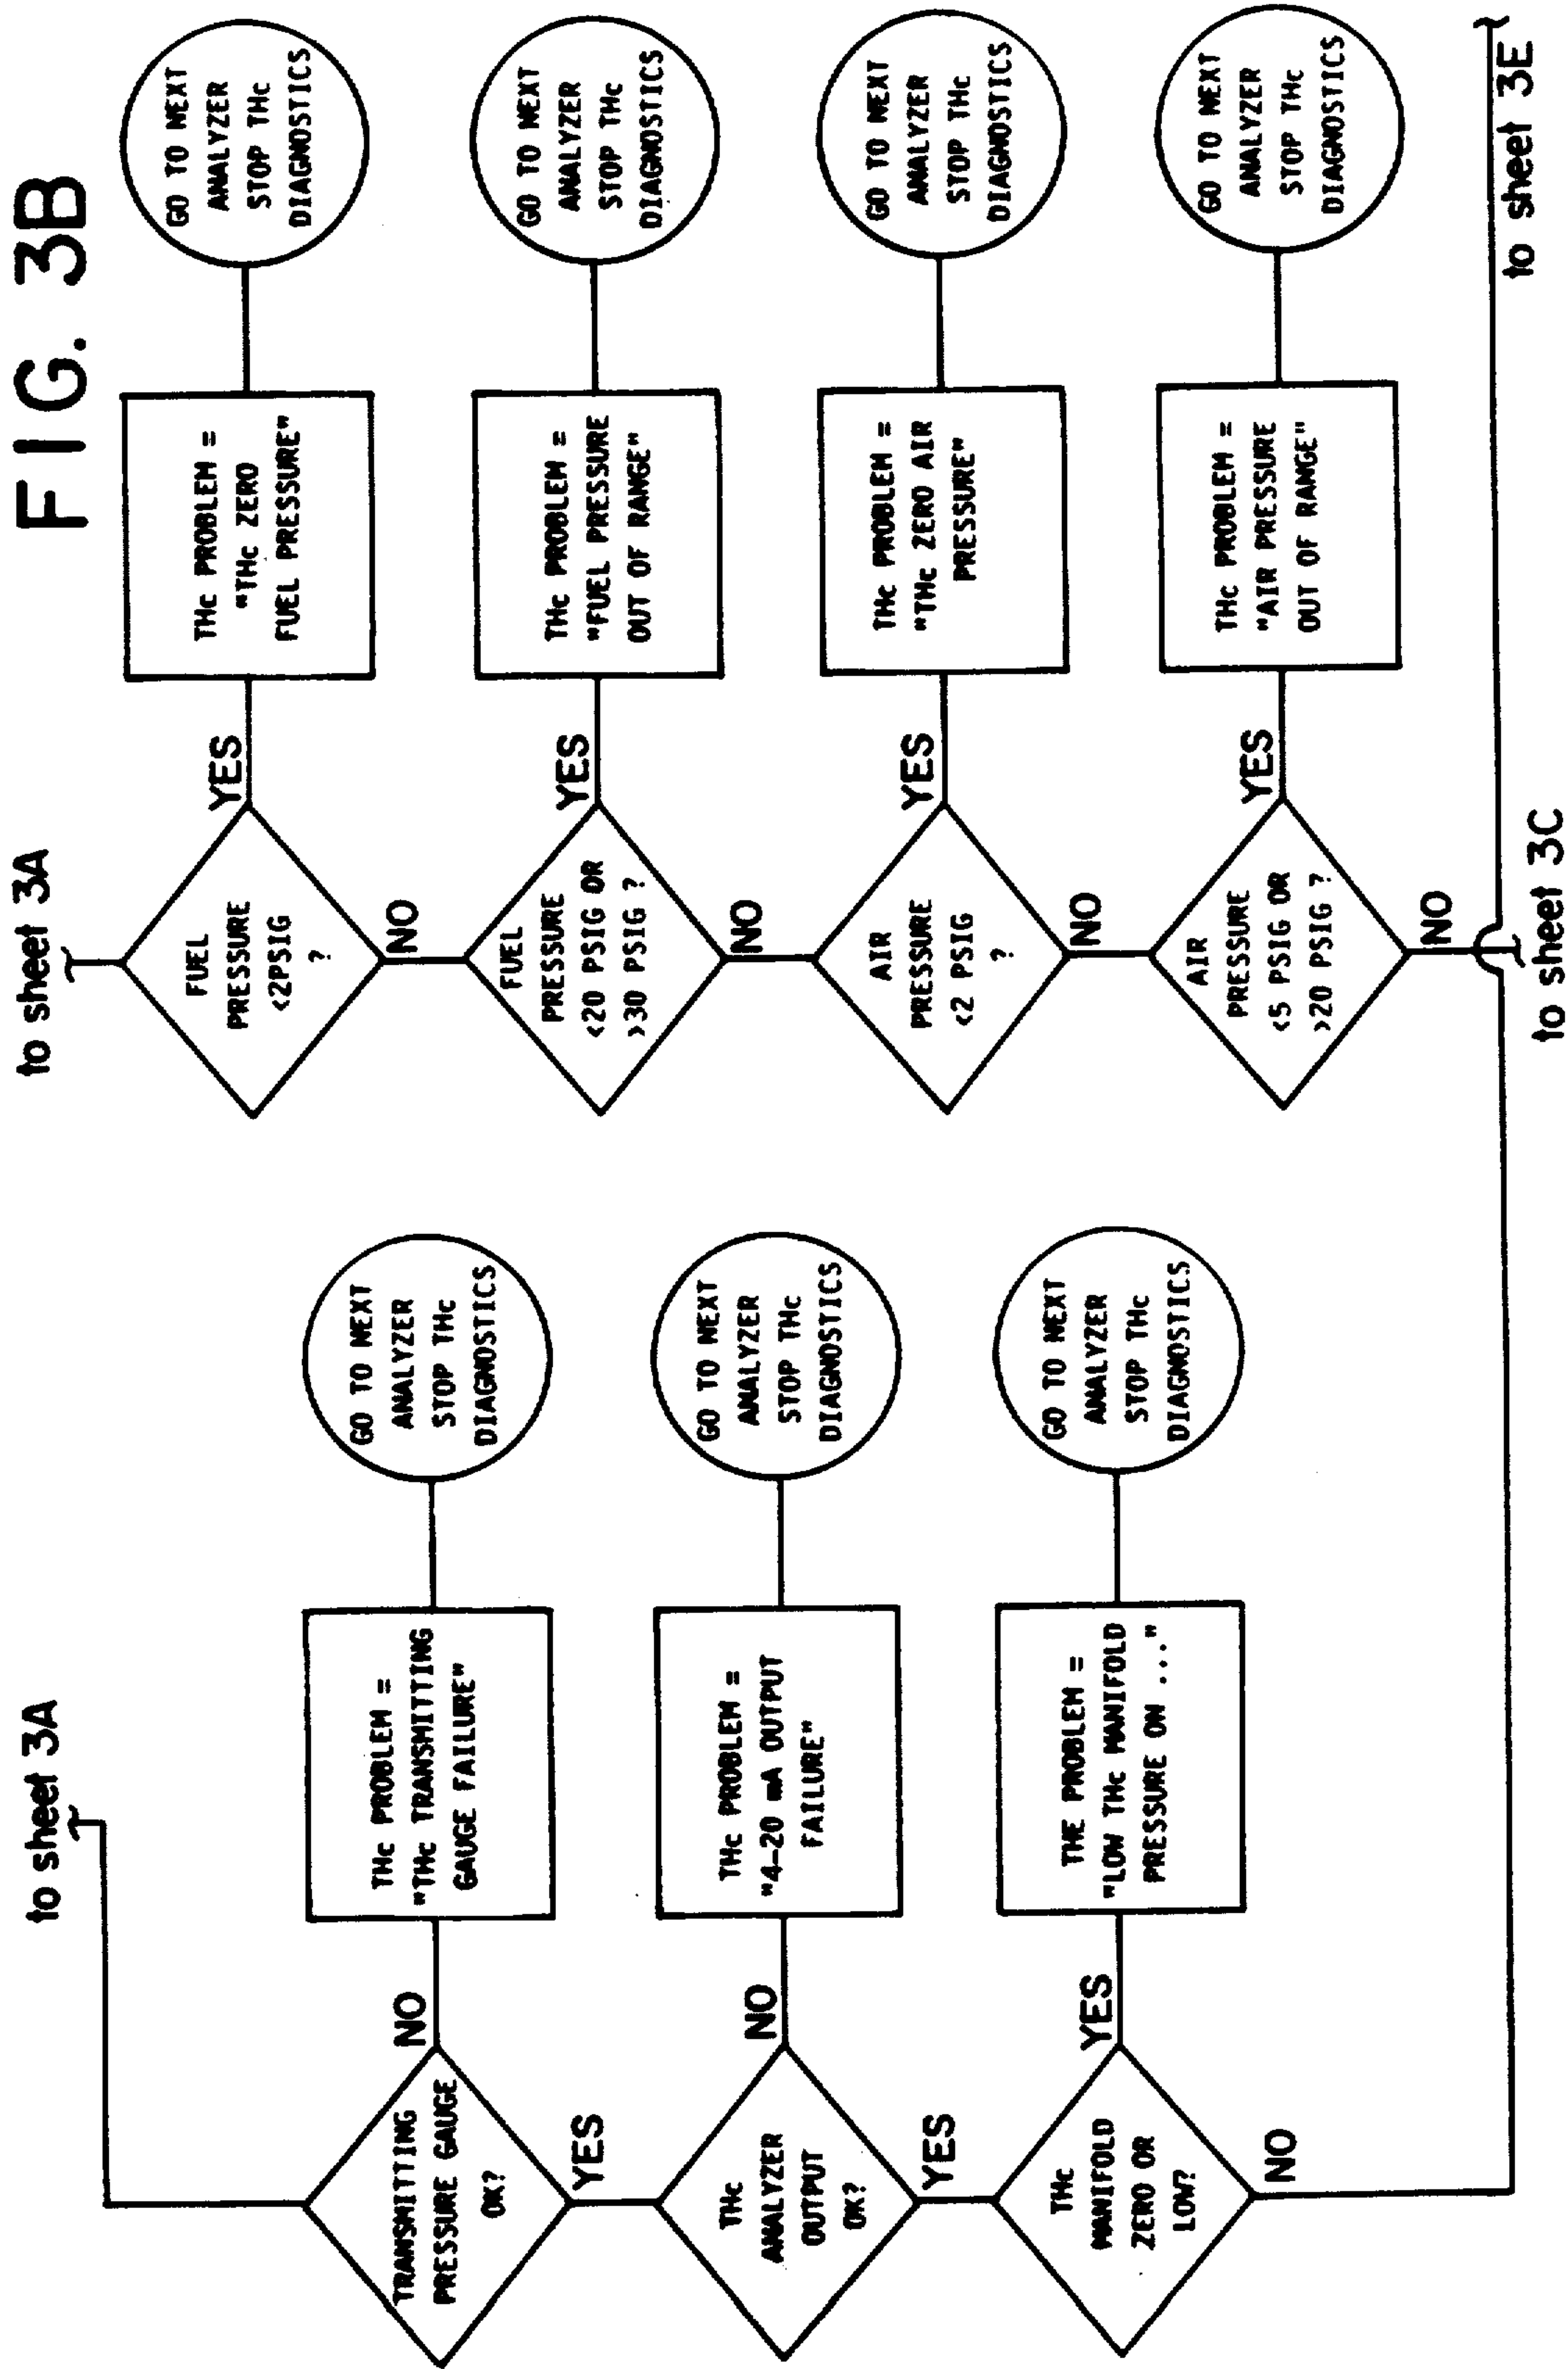 FIG. 3B
to sheet 3A
TRANSMITTING
PRESSURE GAUGE
OK?
NO
THc PROBLEM =
"THc TRANSMITTING
GAUGE FAILURE"
GO TO NEXT
ANALYZER
STOP THc
DIAGNOSTICS
YES
THc
ANALYZER
OUTPUT
OK?
NO
THc PROBLEM =
"4-20 mA OUTPUT
FAILURE"
GO TO NEXT
ANALYZER
STOP THc
DIAGNOSTICS
YES
THc
MANIFOLD
ZERO OR
LOW?
YES
THE PROBLEM =
"LOW THc MANIFOLD
PRESSURE ON ..."
GO TO NEXT
ANALYZER
STOP THc
DIAGNOSTICS
NO
to sheet 3A
FUEL
PRESSURE
<2PSIG
?
YES
THc PROBLEM =
"THc ZERO
FUEL PRESSURE"
GO TO NEXT
ANALYZER
STOP THc
DIAGNOSTICS
NO
FUEL
PRESSURE
<20 PSIG OR
>30 PSIG ?
YES
THc PROBLEM =
"FUEL PRESSURE
OUT OF RANGE"
GO TO NEXT
ANALYZER
STOP THc
DIAGNOSTICS
NO
AIR
PRESSURE
<2 PSIG
?
YES
THc PROBLEM =
"THc ZERO AIR
PRESSURE"
GO TO NEXT
ANALYZER
STOP THc
DIAGNOSTICS
NO
AIR
PRESSURE
<5 PSIG OR
>20 PSIG ?
YES
THc PROBLEM =
"AIR PRESSURE
OUT OF RANGE"
GO TO NEXT
ANALYZER
STOP THc
DIAGNOSTICS
NO
to sheet 3C
to sheet 3E